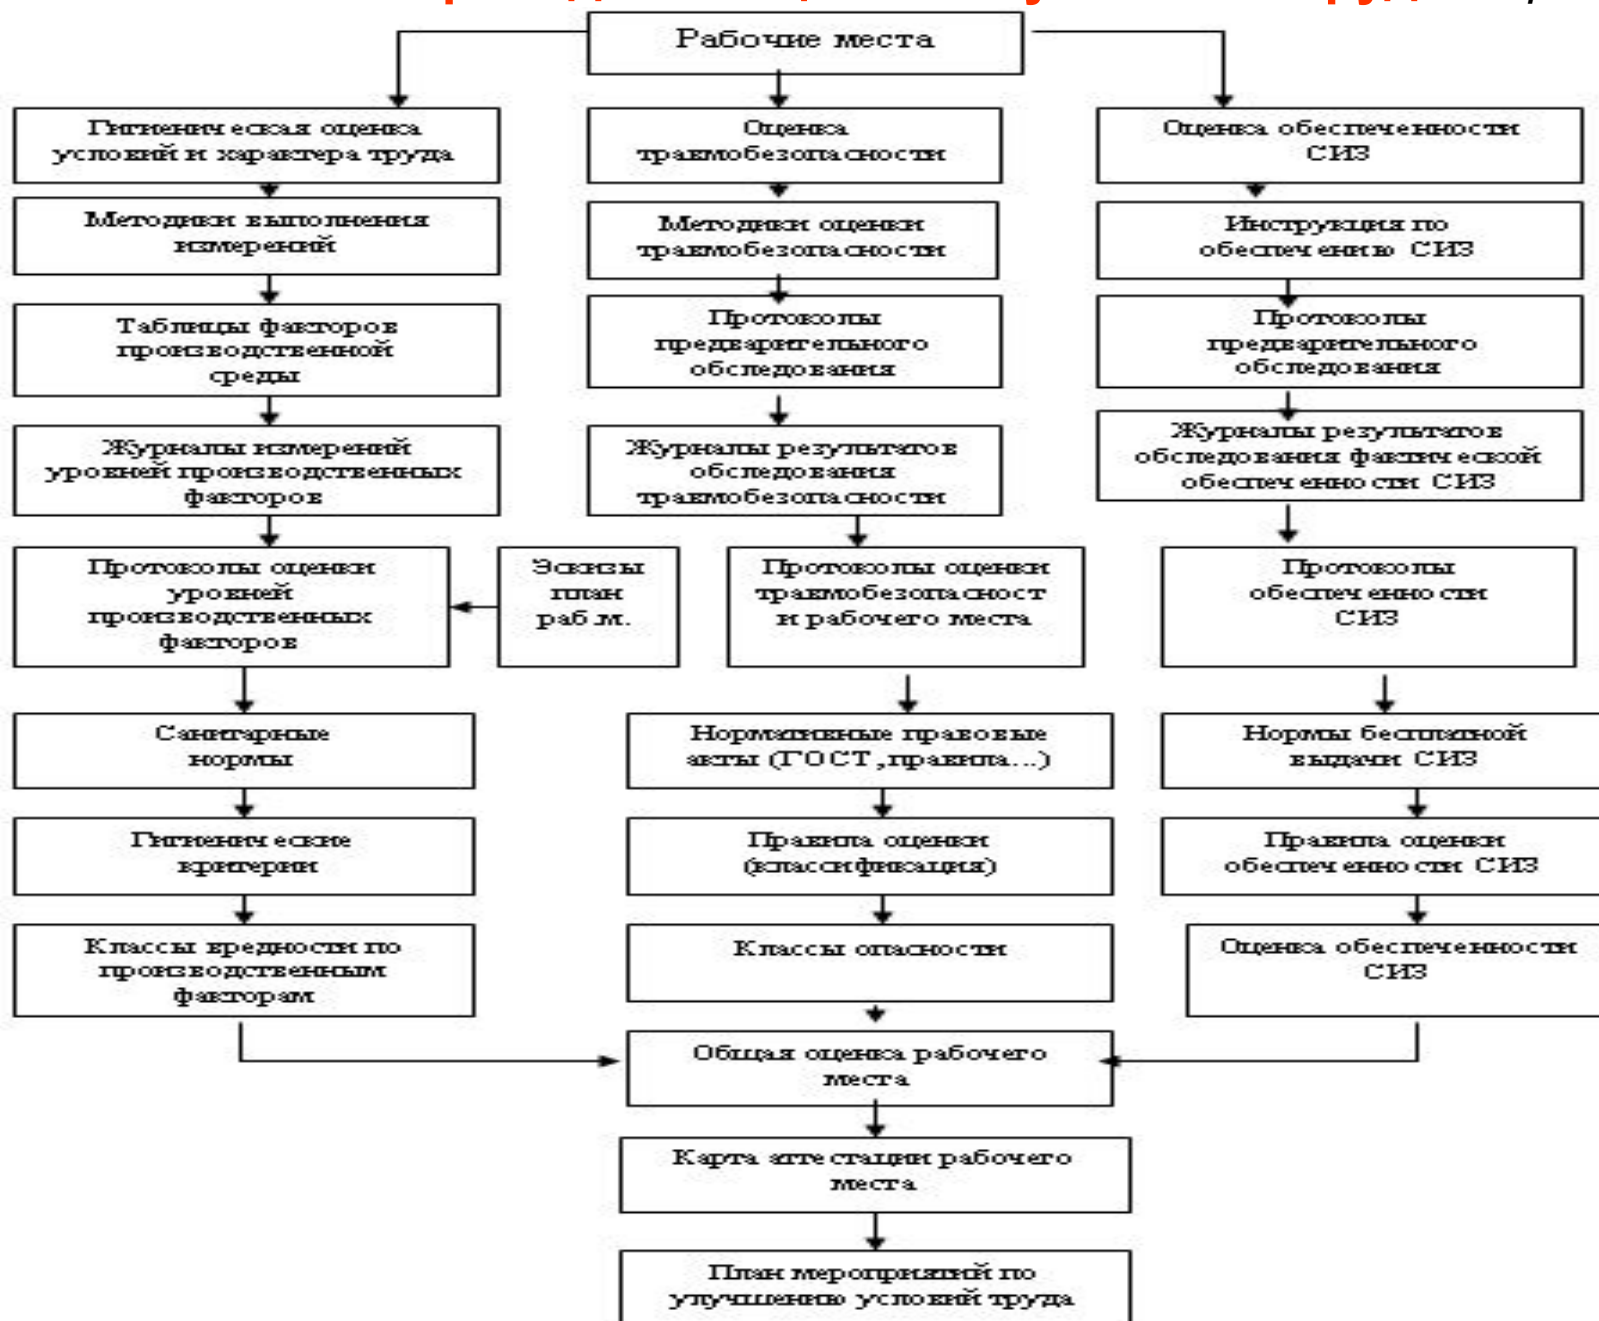 Рабочие места
Гигиеническая оценка
условий и характера труда
Оценка
травмобезопасности
Оценка обеспеченности
СИЗ
Методики выполнения
измерений
Методики оценки
травмобезопасности
Инструкция по
обеспечению СИЗ
Таблицы факторов
производственной
среды
Протоколы
предварительного
обследования
Протоколы
предварительного
обследования
Журналы измерений
уровней производственных
факторов
Журналы результатов
обследования
травмобезопасности
Журналы результатов
обследования фактической
обеспеченности СИЗ
Протоколы оценки
уровней
производственных
факторов
Эскизы
план
раб.м.
Протоколы оценки
травмобезопасност
и рабочего места
Протоколы
обеспеченности
СИЗ
Санитарные
нормы
Нормативные правовые
акты (ГОСТ,правила...)
Нормы бесплатной
выдачи СИЗ
Гигиенические
критерии
Правила оценки
(классификация)
Правила оценки
обеспеченности СИЗ
Классы вредности по
производственным
факторам
Классы опасности
Оценка обеспеченности
СИЗ
Общая оценка рабочего
места
Карта аттестации рабочего
места
План мероприятий по
улучшению условий труда